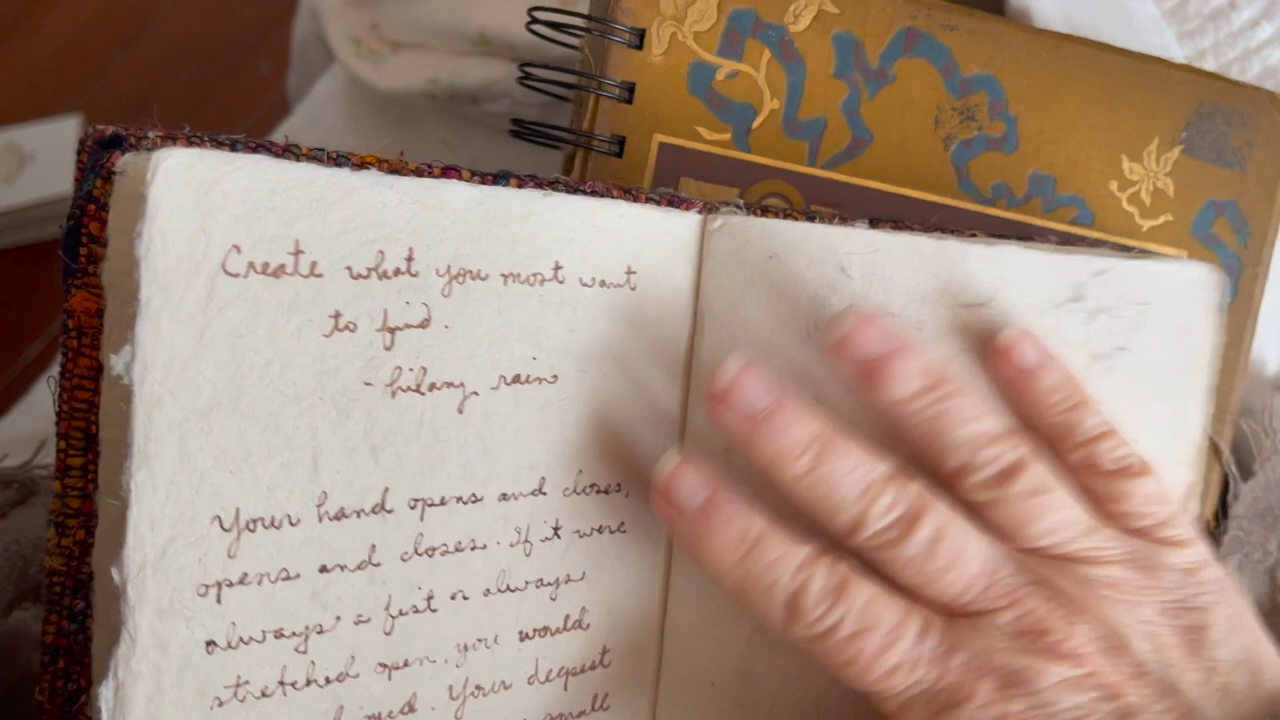 Create what you most want
to find.
- hilary rain
Your hand opens and closes,
opens and closes. If it were
always a fist or always
stretched open, you would
Your deepest
small